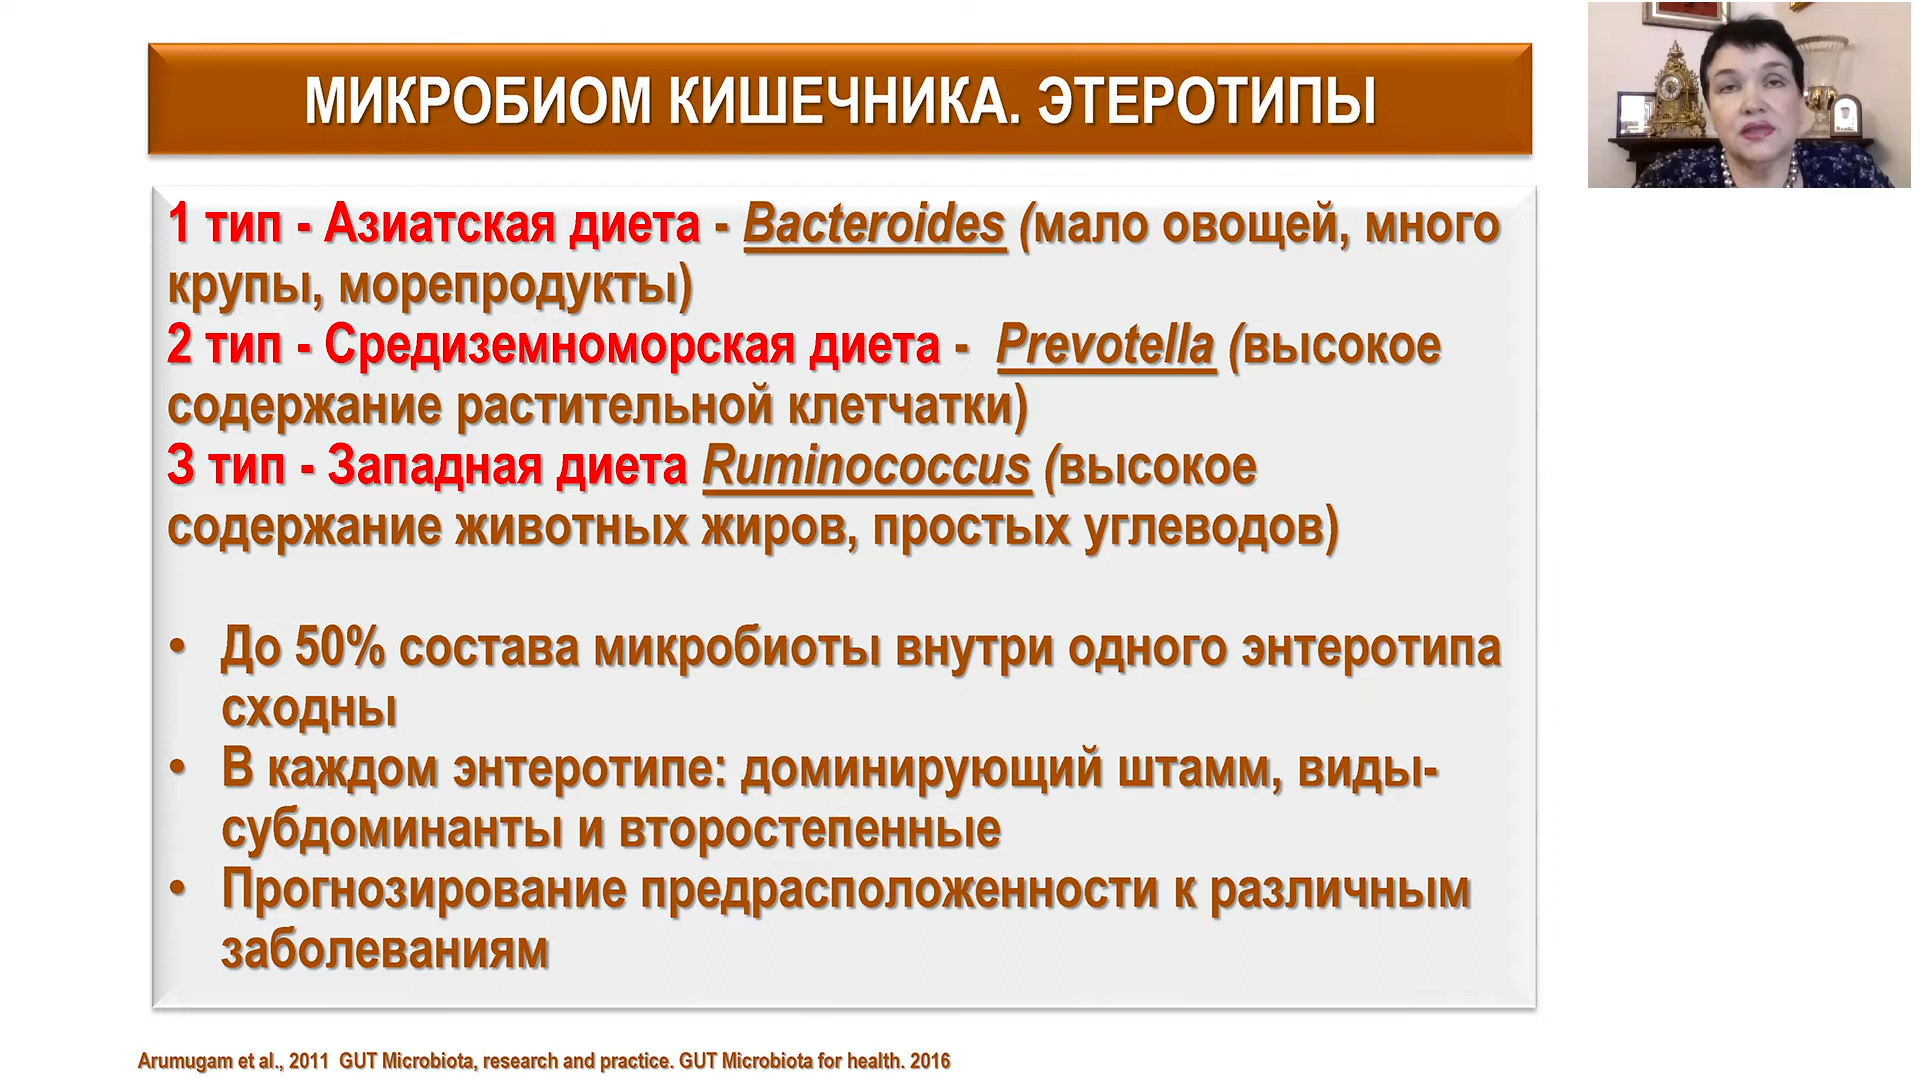 МИКРОБИОМ КИШЕЧНИКА. ЭТЕРОТИПЫ
1 тип - Азиатская диета - Bacteroides (мало овощей, много
крупы, морепродукты)
2 тип - Средиземноморская диета - Prevotella (высокое
содержание растительной клетчатки)
3 тип - Западная диета Ruminococcus (высокое
содержание животных жиров, простых углеводов)
• До 50% состава микробиоты внутри одного энтеротипа
сходны
• В каждом энтеротипе: доминирующий штамм, виды-
субдоминанты и второстепенные
• Прогнозирование предрасположенности к различным
заболеваниям
Arumugam et al., 2011 GUT Microbiota, research and practice. GUT Microbiota for health. 2016